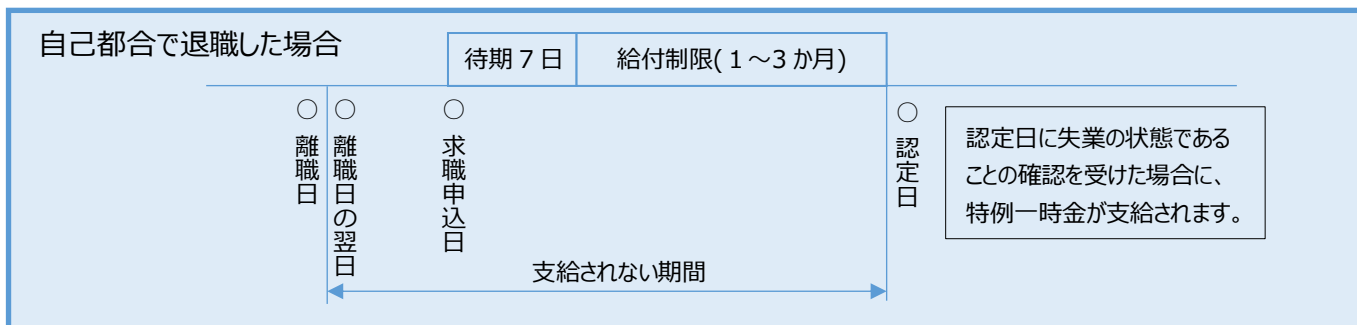 自己都合で退職した場合
待期７日
給付制限(１～３か月)
○離職日
○離職日の翌日
○求職申込日
○認定日
認定日に失業の状態である
ことの確認を受けた場合に、
特例一時金が支給されます。
支給されない期間